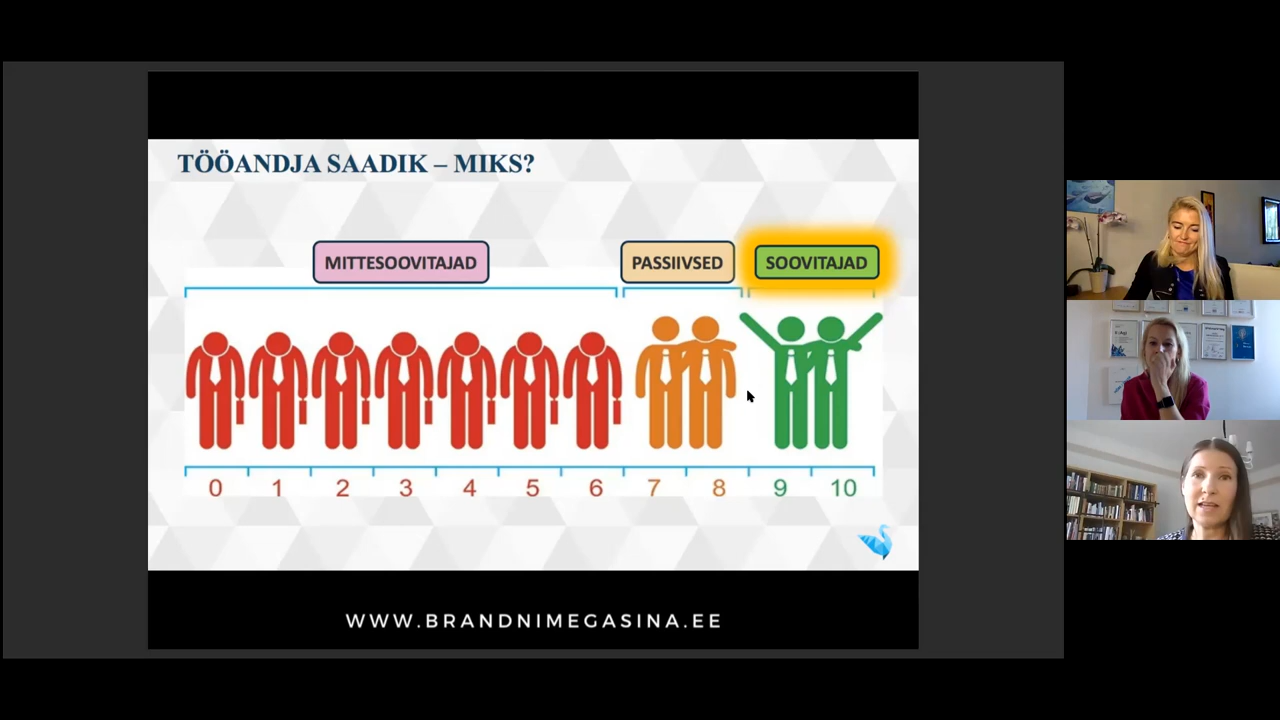 TÖÖANDJA SAADIK – MIKS?
MITTESOOVITAJAD
PASSIIVSED
SOOVITAJAD
0 1 2 3 4 5 6 7 8 9 10
WWW.BRANDNIMEGASINA.EE